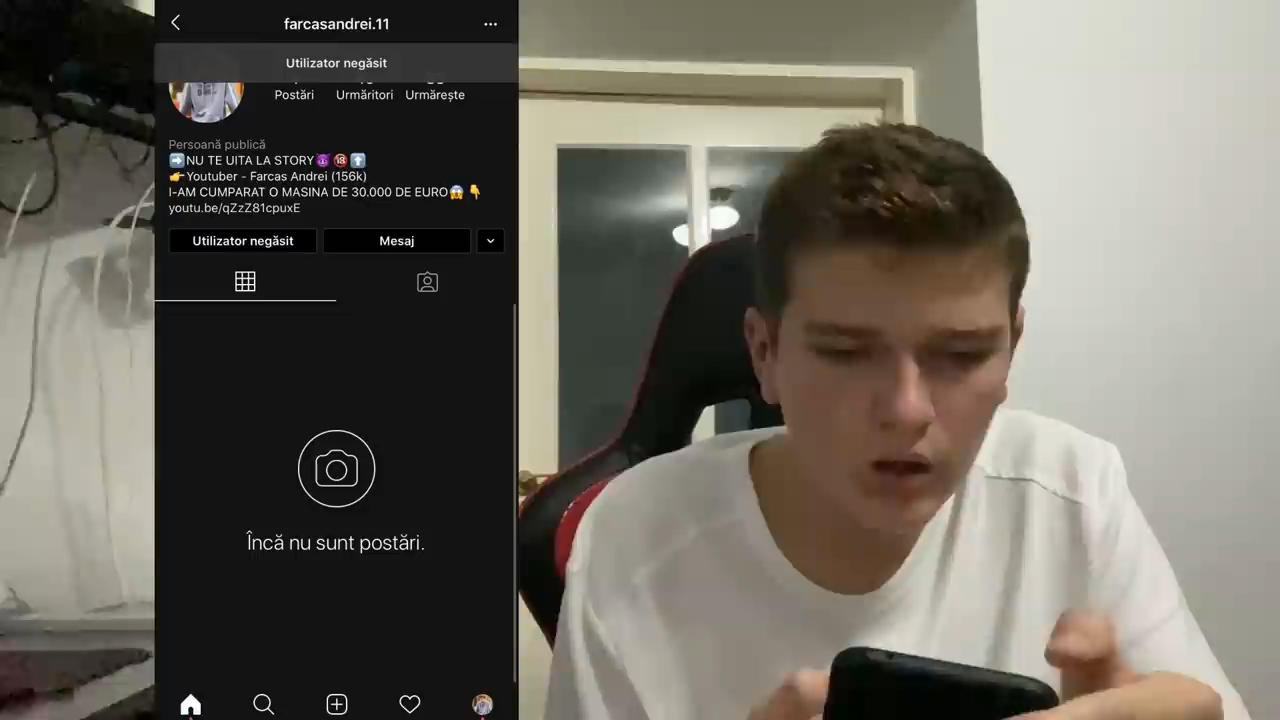 farcasandrei.11
Utilizator negăsit
Postări Urmăritori Urmărește
Persoană publică
➡️NU TE UITA LA STORY😈🔞⬆️
👉Youtuber - Farcas Andrei (156k)
I-AM CUMPARAT O MASINA DE 30.000 DE EURO😱👇
youtu.be/qZzZ81cpuxE
Utilizator negăsit Mesaj
Încă nu sunt postări.